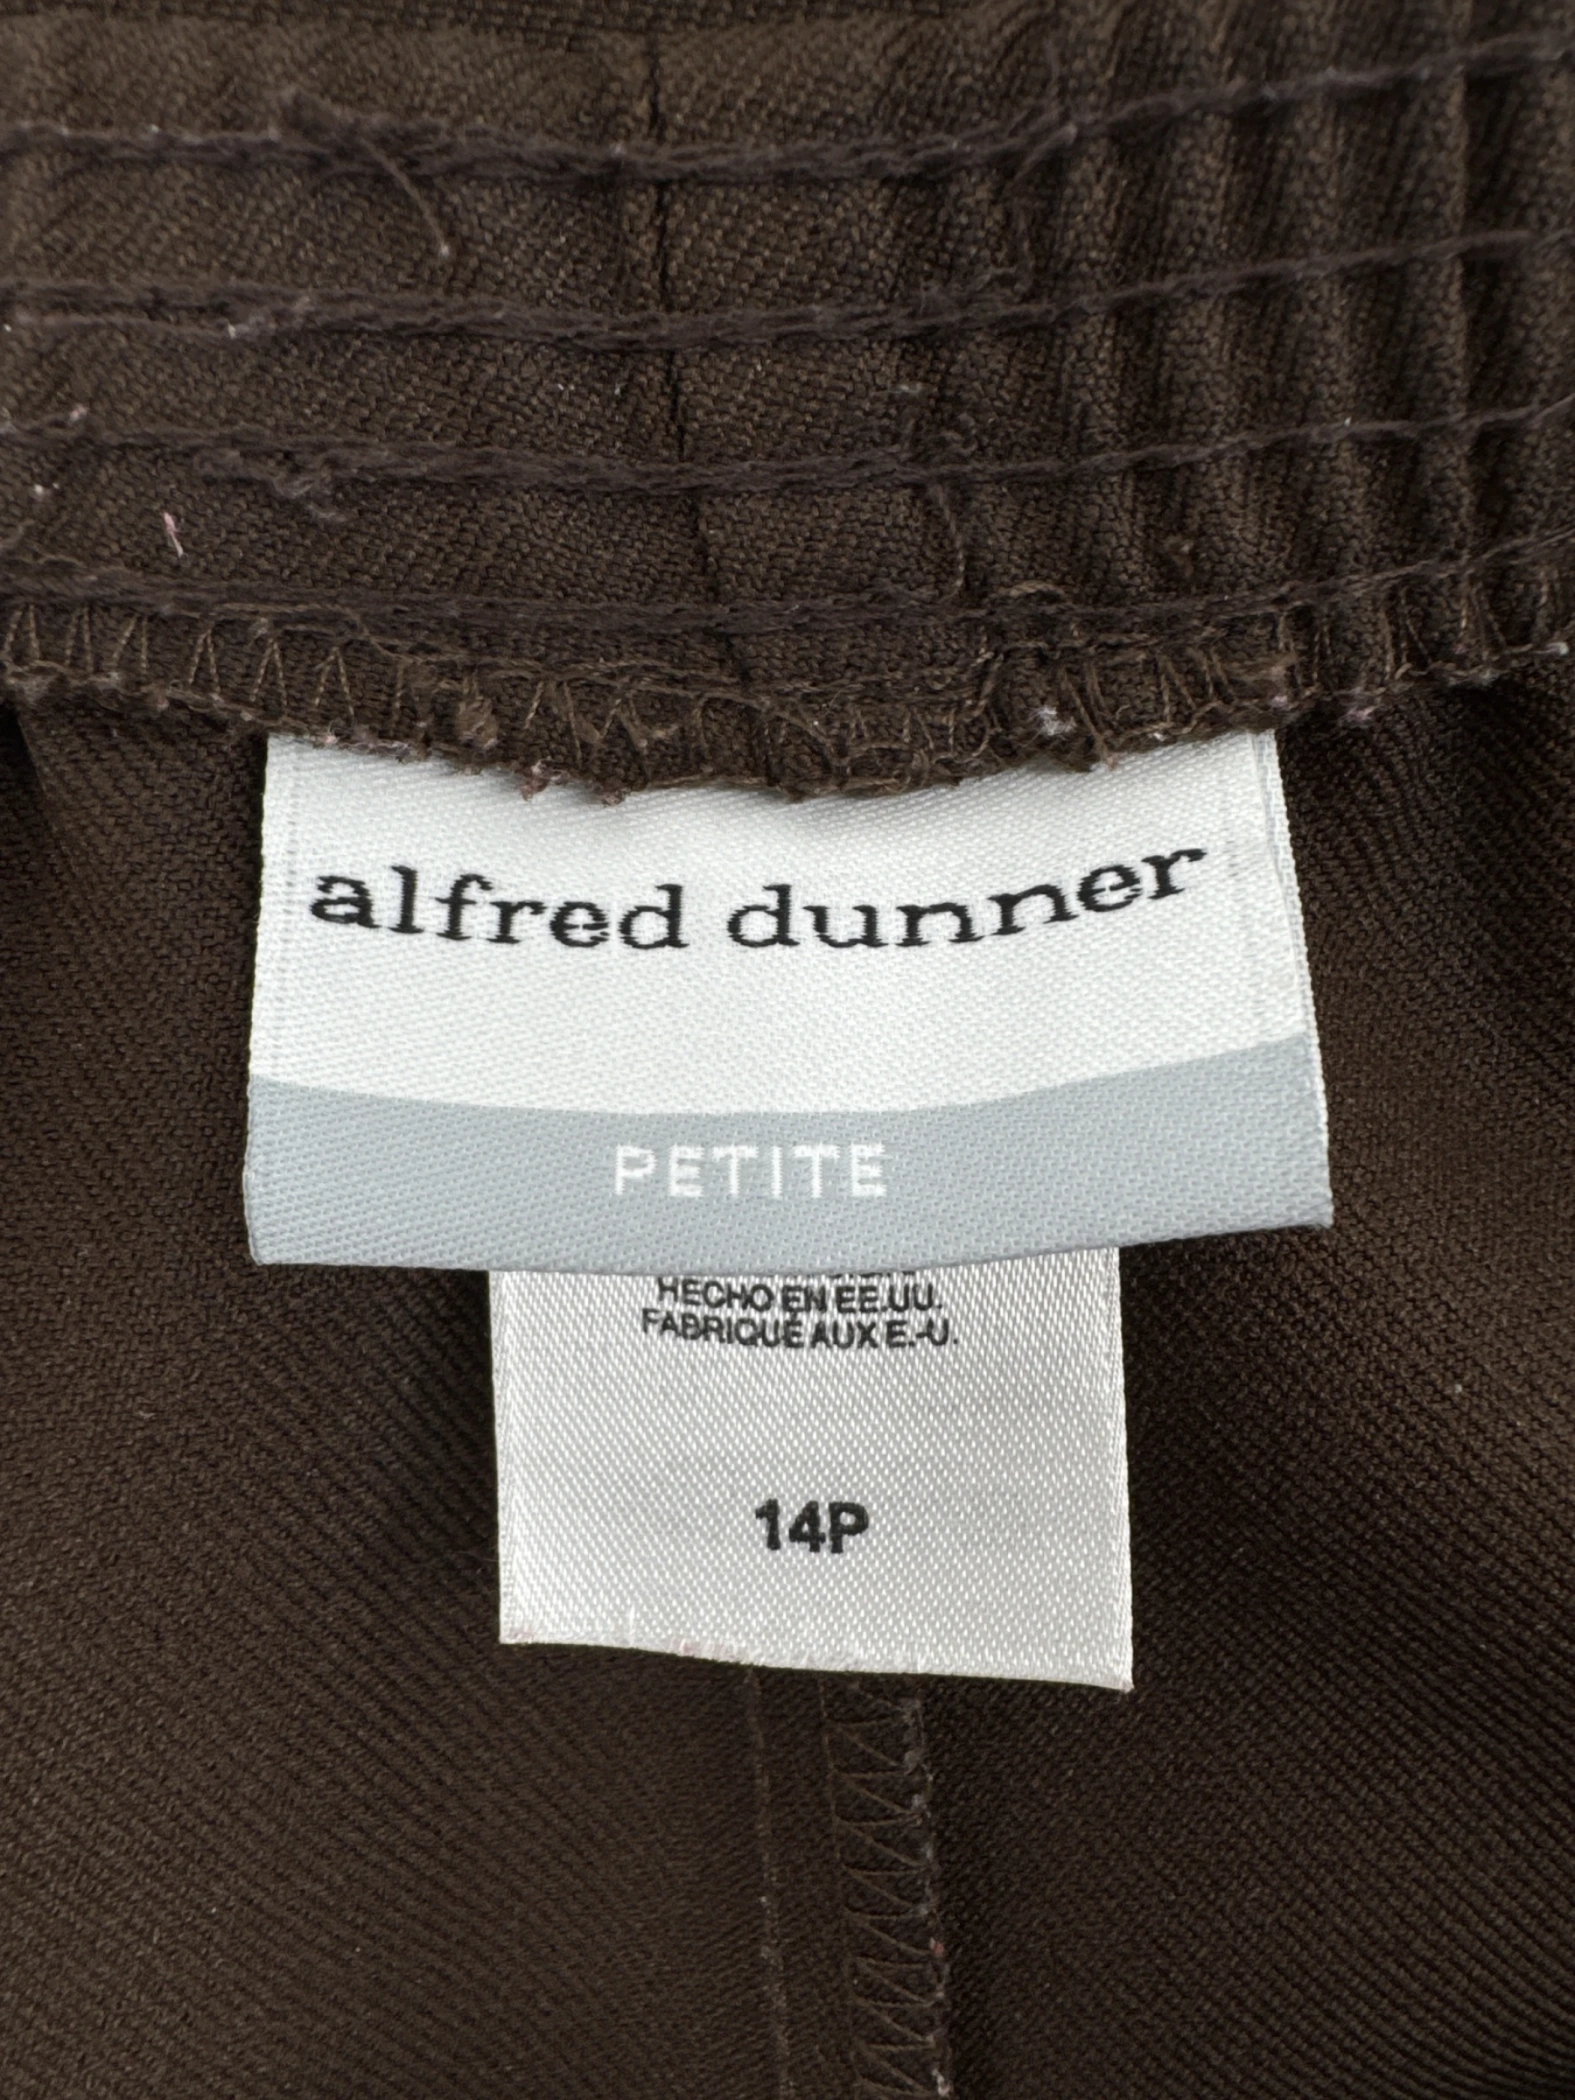 alfred dunner
PETITE
HECHO EN EE.UU.
FABRIQUÉ AUX E.-U.
14P